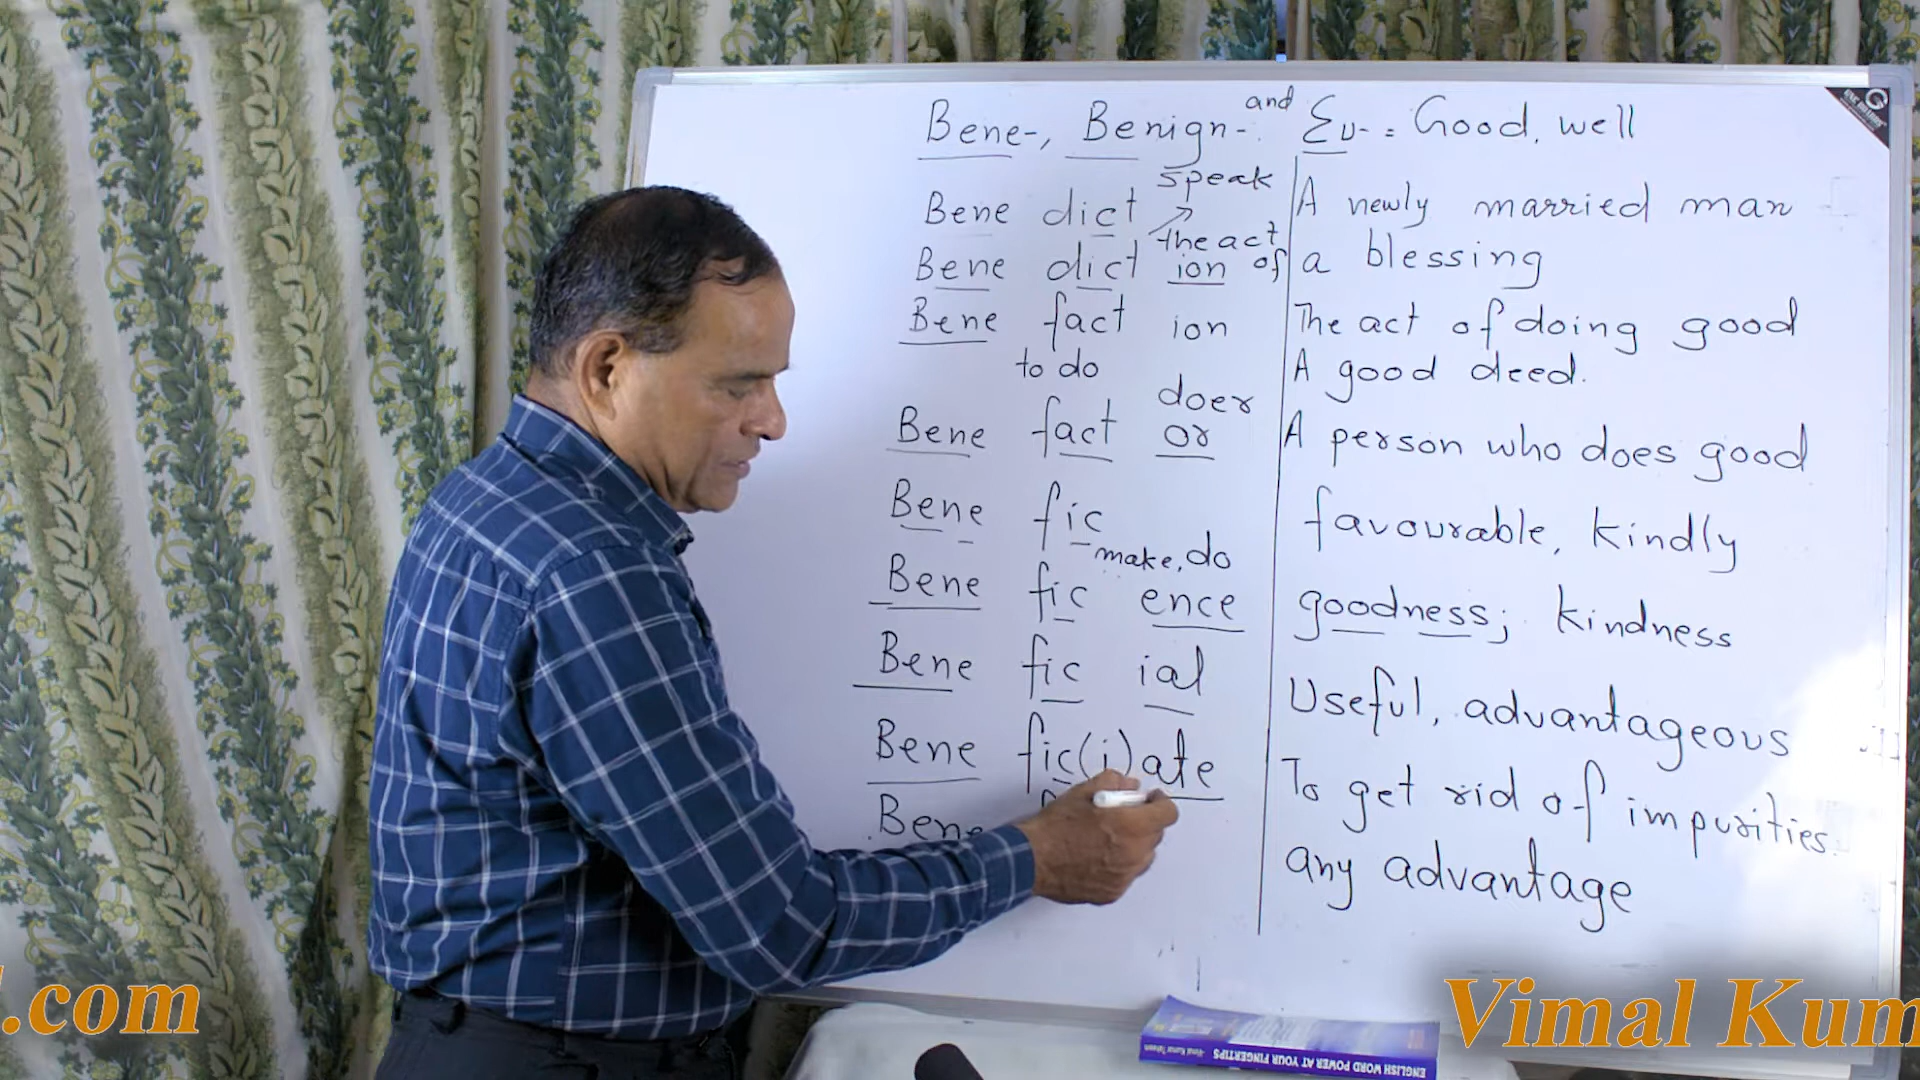 Bene-, Benign- and Eu- = Good, well
speak
Bene dict A newly married man
the act
Bene dict ion of a blessing
Bene fact ion The act of doing good
to do A good deed.
doer
Bene fact or A person who does good
Bene fic favourable, kindly
make, do
Bene fic ence goodness; kindness
Bene fic ial Useful, advantageous
Bene fic(i)ate To get rid of impurities.
Bene any advantage
ENGLISH WORD POWER AT YOUR FINGERTIPS
.com
Vimal Kum